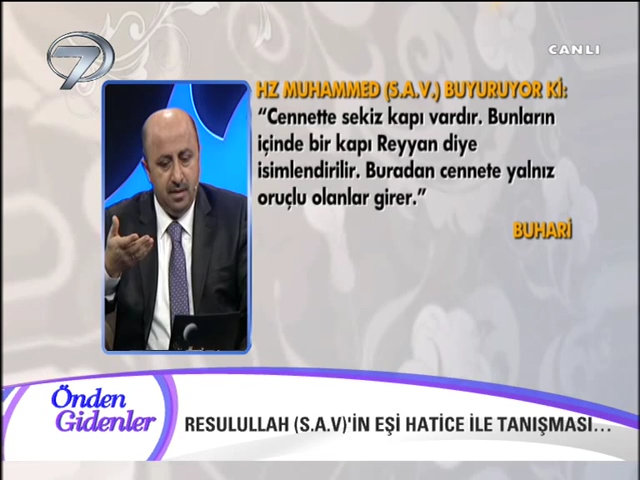 7
CANLI
HZ MUHAMMED (S.A.V.) BUYURUYOR Kİ:
“Cennette sekiz kapı vardır. Bunların
içinde bir kapı Reyyan diye
isimlendirilir. Buradan cennete yalnız
oruçlu olanlar girer.”
BUHARİ
Önden
Gidenler
RESULULLAH (S.A.V)'İN EŞİ HATİCE İLE TANIŞMASI...